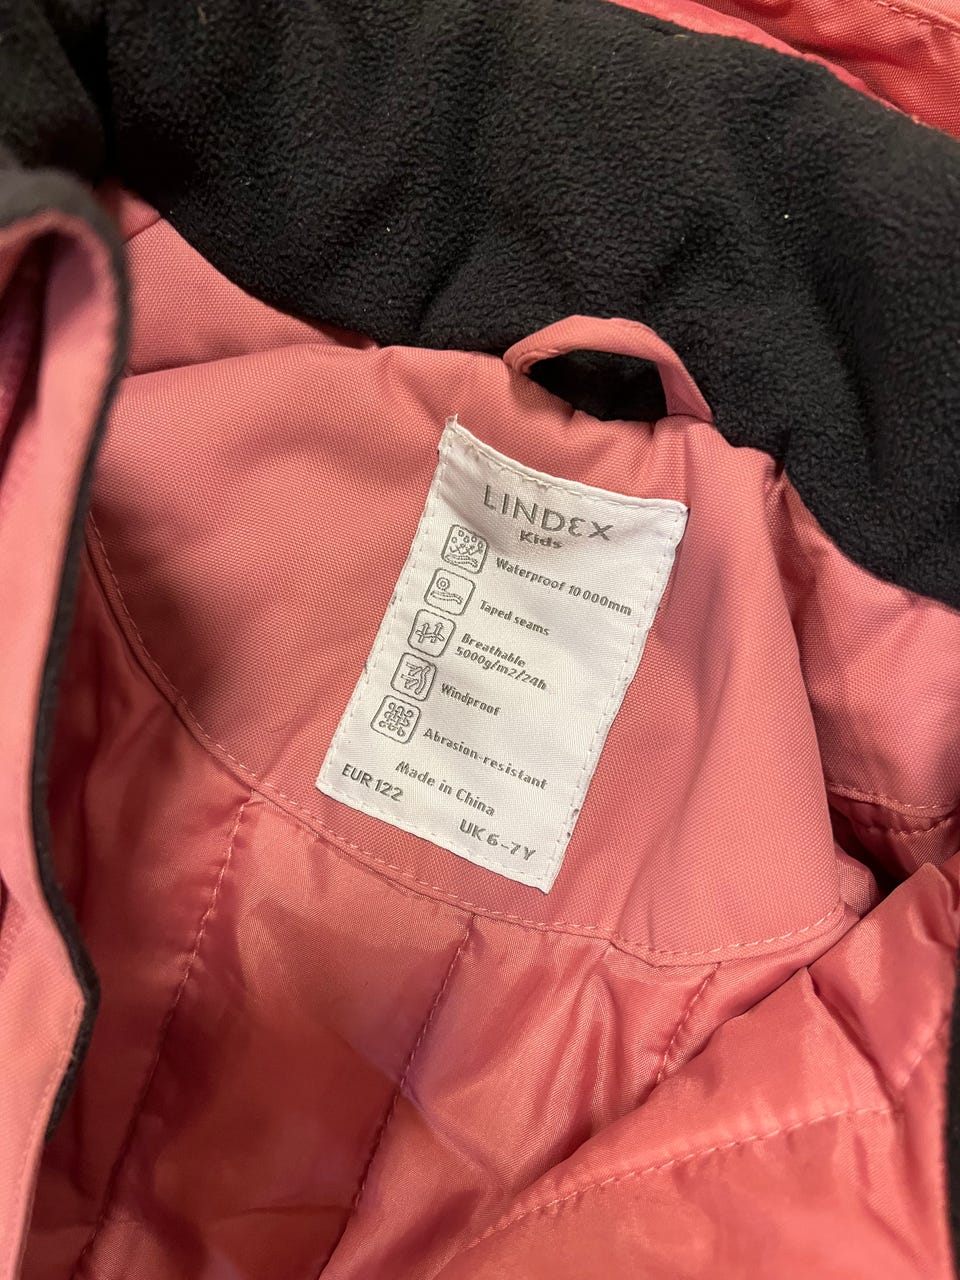 LINDEX
Kids
Waterproof 10 000mm
Taped seams
Breathable
5000g/m2/24h
Windproof
Abrasion-resistant
Made in China
EUR 122
UK 6-7Y